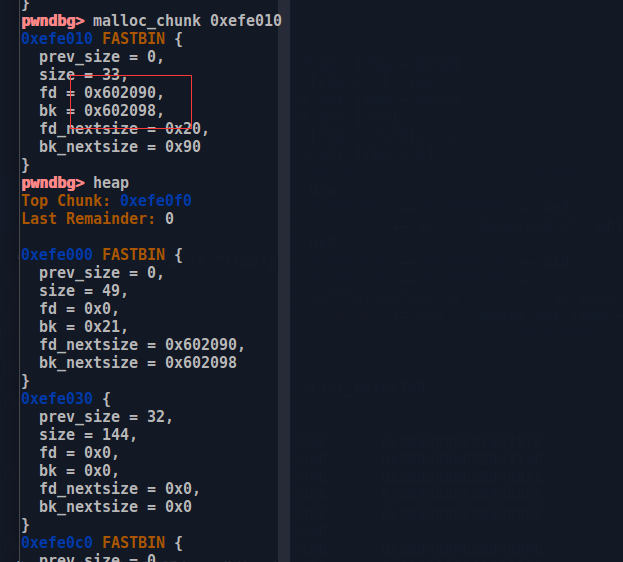 }
pwndbg> malloc_chunk 0xefe010
0xefe010 FASTBIN {
  prev_size = 0,
  size = 33,
  fd = 0x602090,
  bk = 0x602098,
  fd_nextsize = 0x20,
  bk_nextsize = 0x90
}
pwndbg> heap
Top Chunk: 0xefe0f0
Last Remainder: 0

0xefe000 FASTBIN {
  prev_size = 0,
  size = 49,
  fd = 0x0,
  bk = 0x21,
  fd_nextsize = 0x602090,
  bk_nextsize = 0x602098
}
0xefe030 {
  prev_size = 32,
  size = 144,
  fd = 0x0,
  bk = 0x0,
  fd_nextsize = 0x0,
  bk_nextsize = 0x0
}
0xefe0c0 FASTBIN {
  prev_size = 0